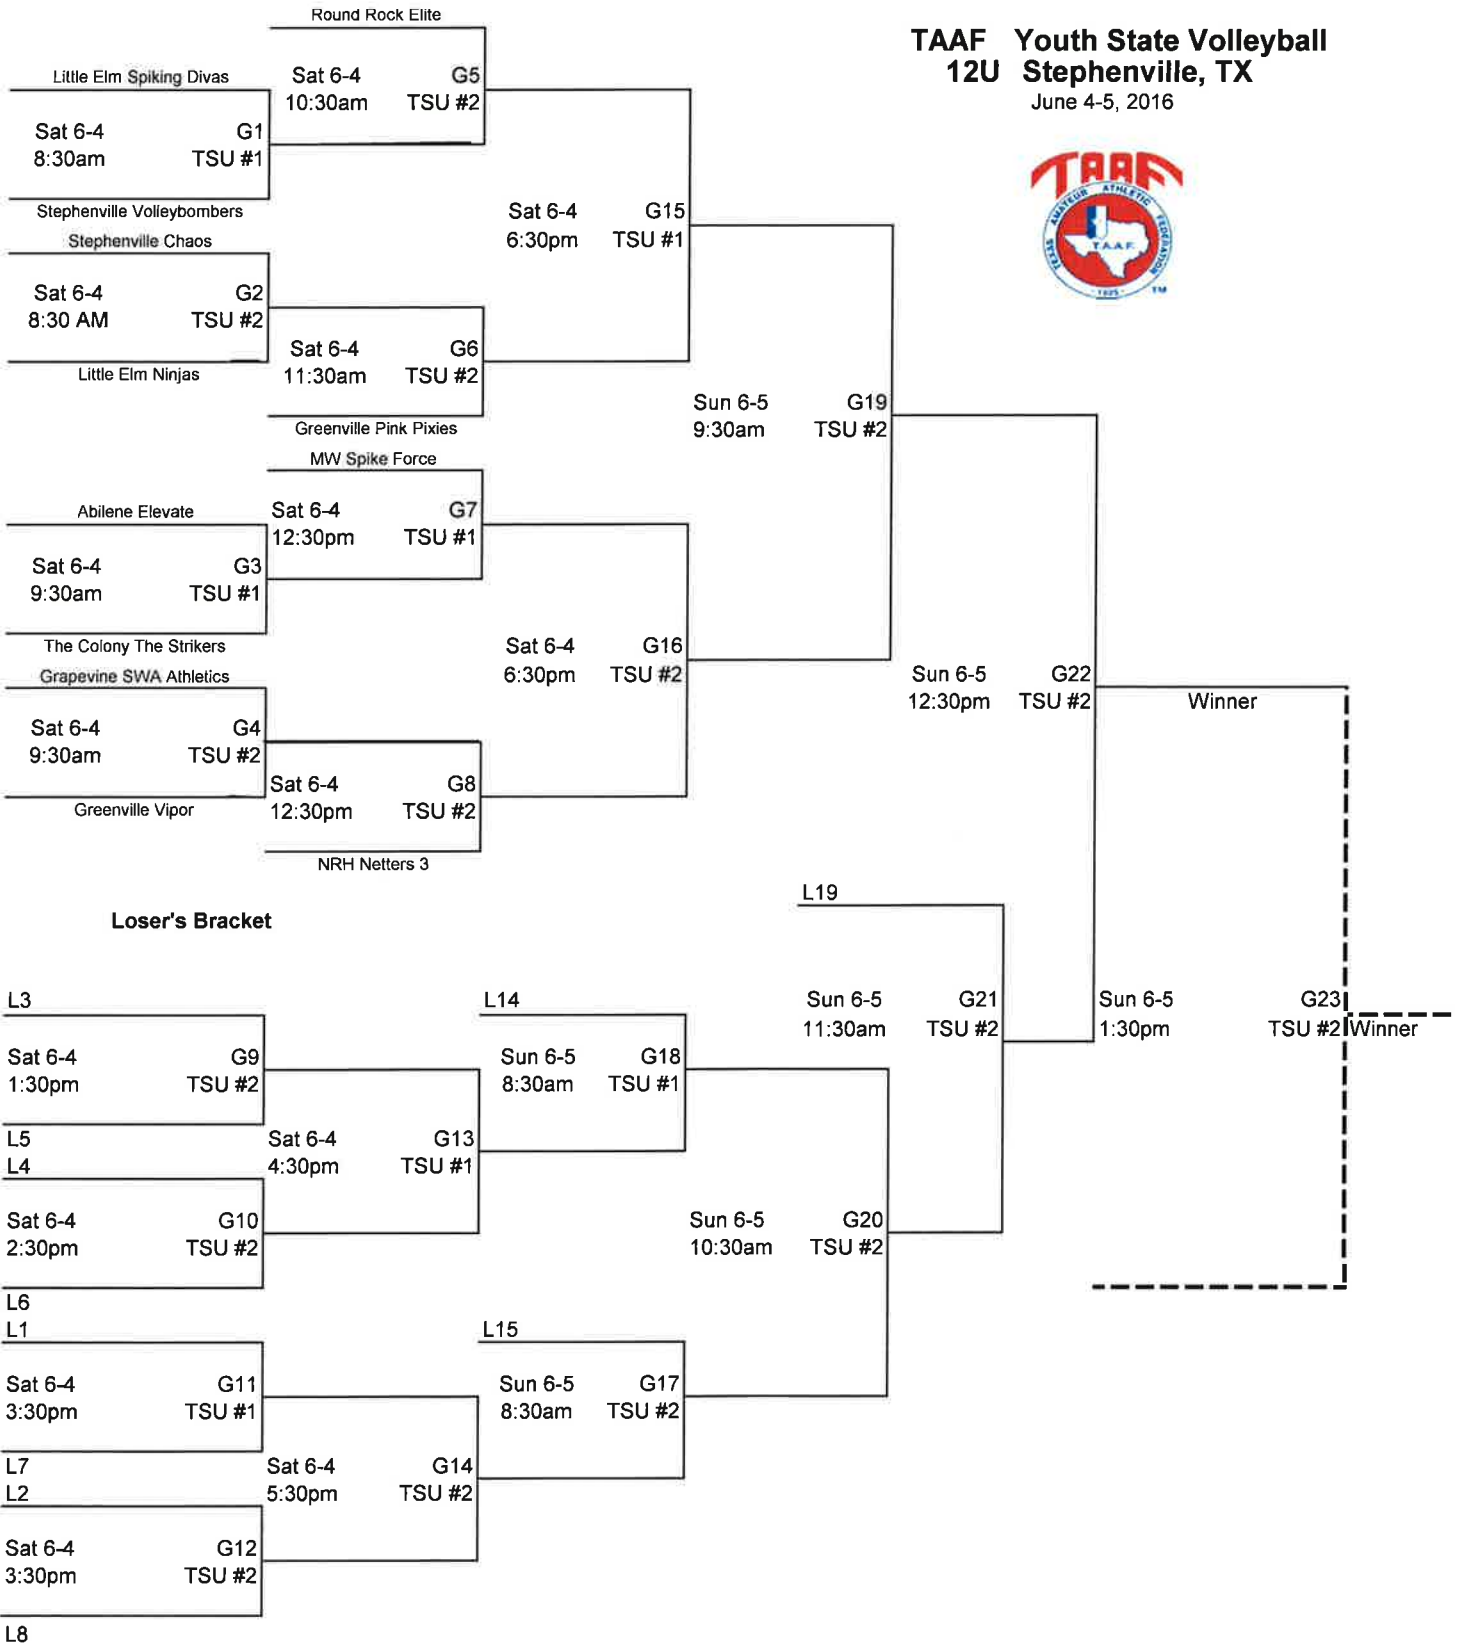 Round Rock Elite
TAAF Youth State Volleyball
12U Stephenville, TX
June 4-5, 2016
TAAF
TEXAS AMATEUR ATHLETIC FEDERATION
T.A.A.F.
1925
TM
Little Elm Spiking Divas
Sat 6-4 G5
10:30am TSU #2
Sat 6-4 G1
8:30am TSU #1
Stephenville Volleybombers
Stephenville Chaos
Sat 6-4 G15
6:30pm TSU #1
Sat 6-4 G2
8:30 AM TSU #2
Little Elm Ninjas
Sat 6-4 G6
11:30am TSU #2
Greenville Pink Pixies
Sun 6-5 G19
9:30am TSU #2
MW Spike Force
Abilene Elevate
Sat 6-4 G7
12:30pm TSU #1
Sat 6-4 G3
9:30am TSU #1
The Colony The Strikers
Grapevine SWA Athletics
Sat 6-4 G16
6:30pm TSU #2
Sun 6-5 G22
12:30pm TSU #2
Winner
Sat 6-4 G4
9:30am TSU #2
Greenville Vipor
Sat 6-4 G8
12:30pm TSU #2
NRH Netters 3
Loser's Bracket
L19
L3
L14
Sun 6-5 G21
11:30am TSU #2
Sun 6-5 G23
1:30pm TSU #2
Winner
Sat 6-4 G9
1:30pm TSU #2
Sun 6-5 G18
8:30am TSU #1
L5
L4
Sat 6-4 G13
4:30pm TSU #1
Sat 6-4 G10
2:30pm TSU #2
Sun 6-5 G20
10:30am TSU #2
L6
L1
L15
Sat 6-4 G11
3:30pm TSU #1
Sun 6-5 G17
8:30am TSU #2
L7
L2
Sat 6-4 G14
5:30pm TSU #2
Sat 6-4 G12
3:30pm TSU #2
L8